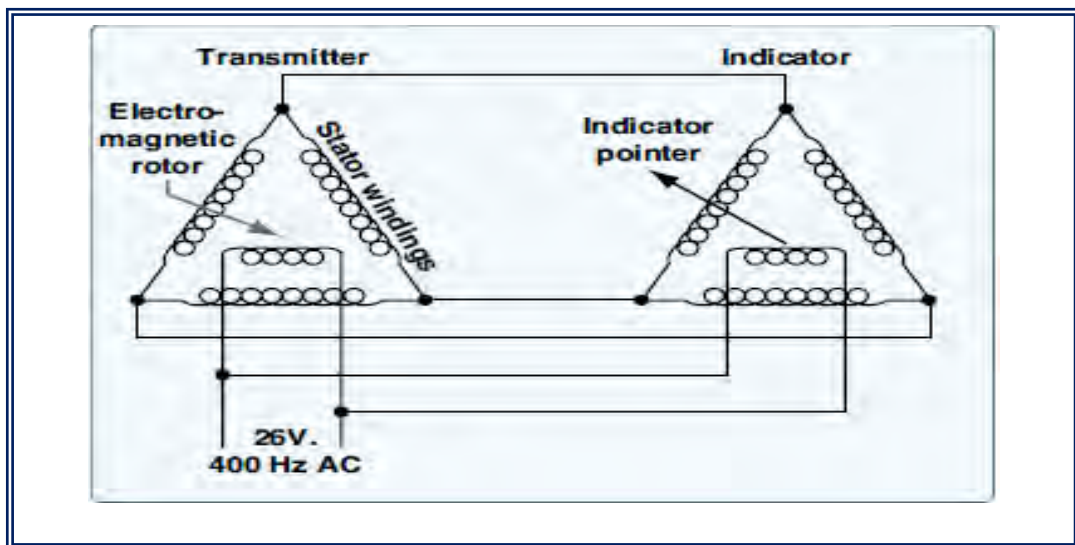 Transmitter
Indicator
Electro-
magnetic
rotor
Stator windings
Indicator
pointer
26V.
400 Hz AC